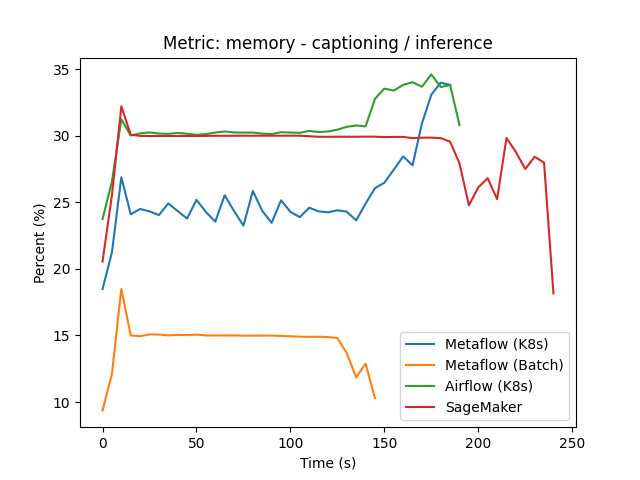 Metric: memory - captioning / inference
Percent (%)
35
30
25
20
15
10
0
50
100
150
200
250
Time (s)
Metaflow (K8s)
Metaflow (Batch)
Airflow (K8s)
SageMaker